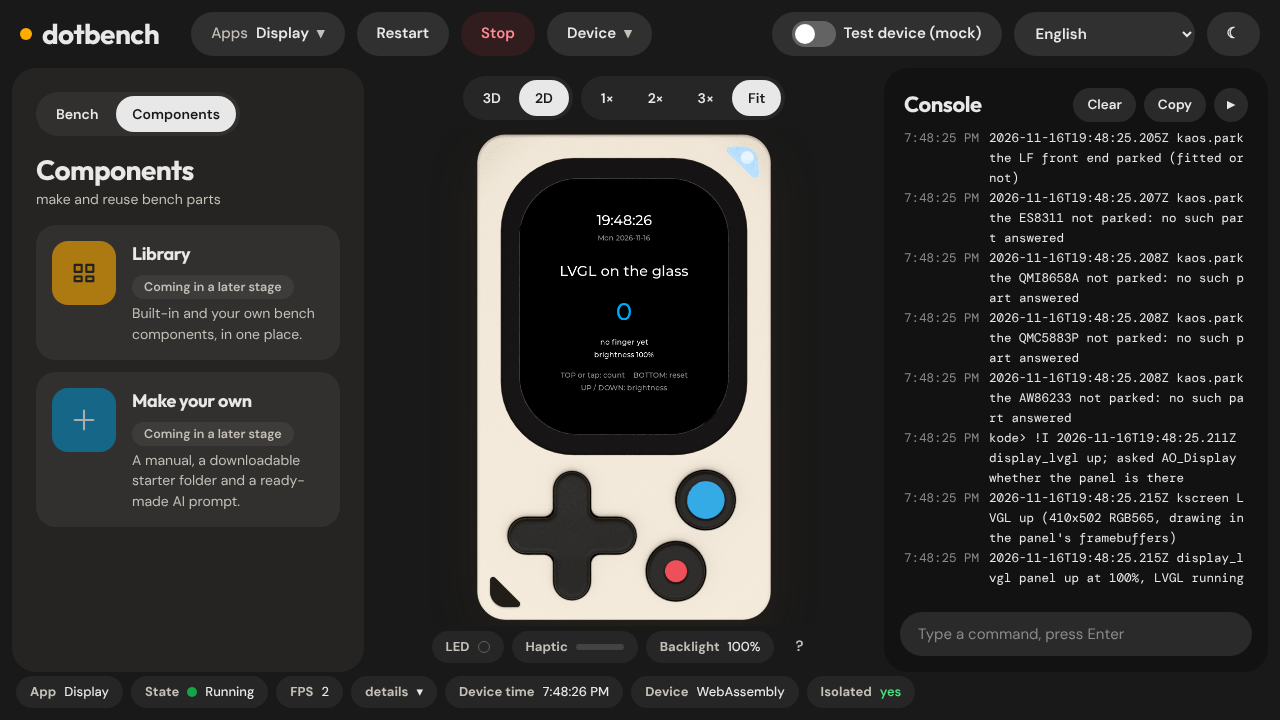 dotbench
Apps Display ▾
Restart
Stop
Device ▾
Test device (mock)
English
Bench
Components
Components
make and reuse bench parts
Library
Coming in a later stage
Built-in and your own bench
components, in one place.
Make your own
Coming in a later stage
A manual, a downloadable
starter folder and a ready-
made AI prompt.
3D
2D
1×
2×
3×
Fit
19:48:26
Mon 2026-11-16
LVGL on the glass
0
no finger yet
brightness 100%
TOP or tap: count BOTTOM: reset
UP / DOWN: brightness
LED
Haptic
Backlight 100%
?
Console
Clear
Copy
7:48:25 PM 2026-11-16T19:48:25.205Z kaos.park
the LF front end parked (fitted or
not)
7:48:25 PM 2026-11-16T19:48:25.207Z kaos.park
the ES8311 not parked: no such par
t answered
7:48:25 PM 2026-11-16T19:48:25.208Z kaos.park
the QMI8658A not parked: no such p
art answered
7:48:25 PM 2026-11-16T19:48:25.208Z kaos.park
the QMC5883P not parked: no such p
art answered
7:48:25 PM 2026-11-16T19:48:25.208Z kaos.park
the AW86233 not parked: no such pa
rt answered
7:48:25 PM kode> !I 2026-11-16T19:48:25.211Z
display_lvgl up; asked AO_Display
whether the panel is there
7:48:25 PM 2026-11-16T19:48:25.215Z kscreen L
VGL up (410x502 RGB565, drawing in
the panel's framebuffers)
7:48:25 PM 2026-11-16T19:48:25.215Z display_l
vgl panel up at 100%, LVGL running
Type a command, press Enter
App Display
State Running
FPS 2
details ▾
Device time 7:48:26 PM
Device WebAssembly
Isolated yes